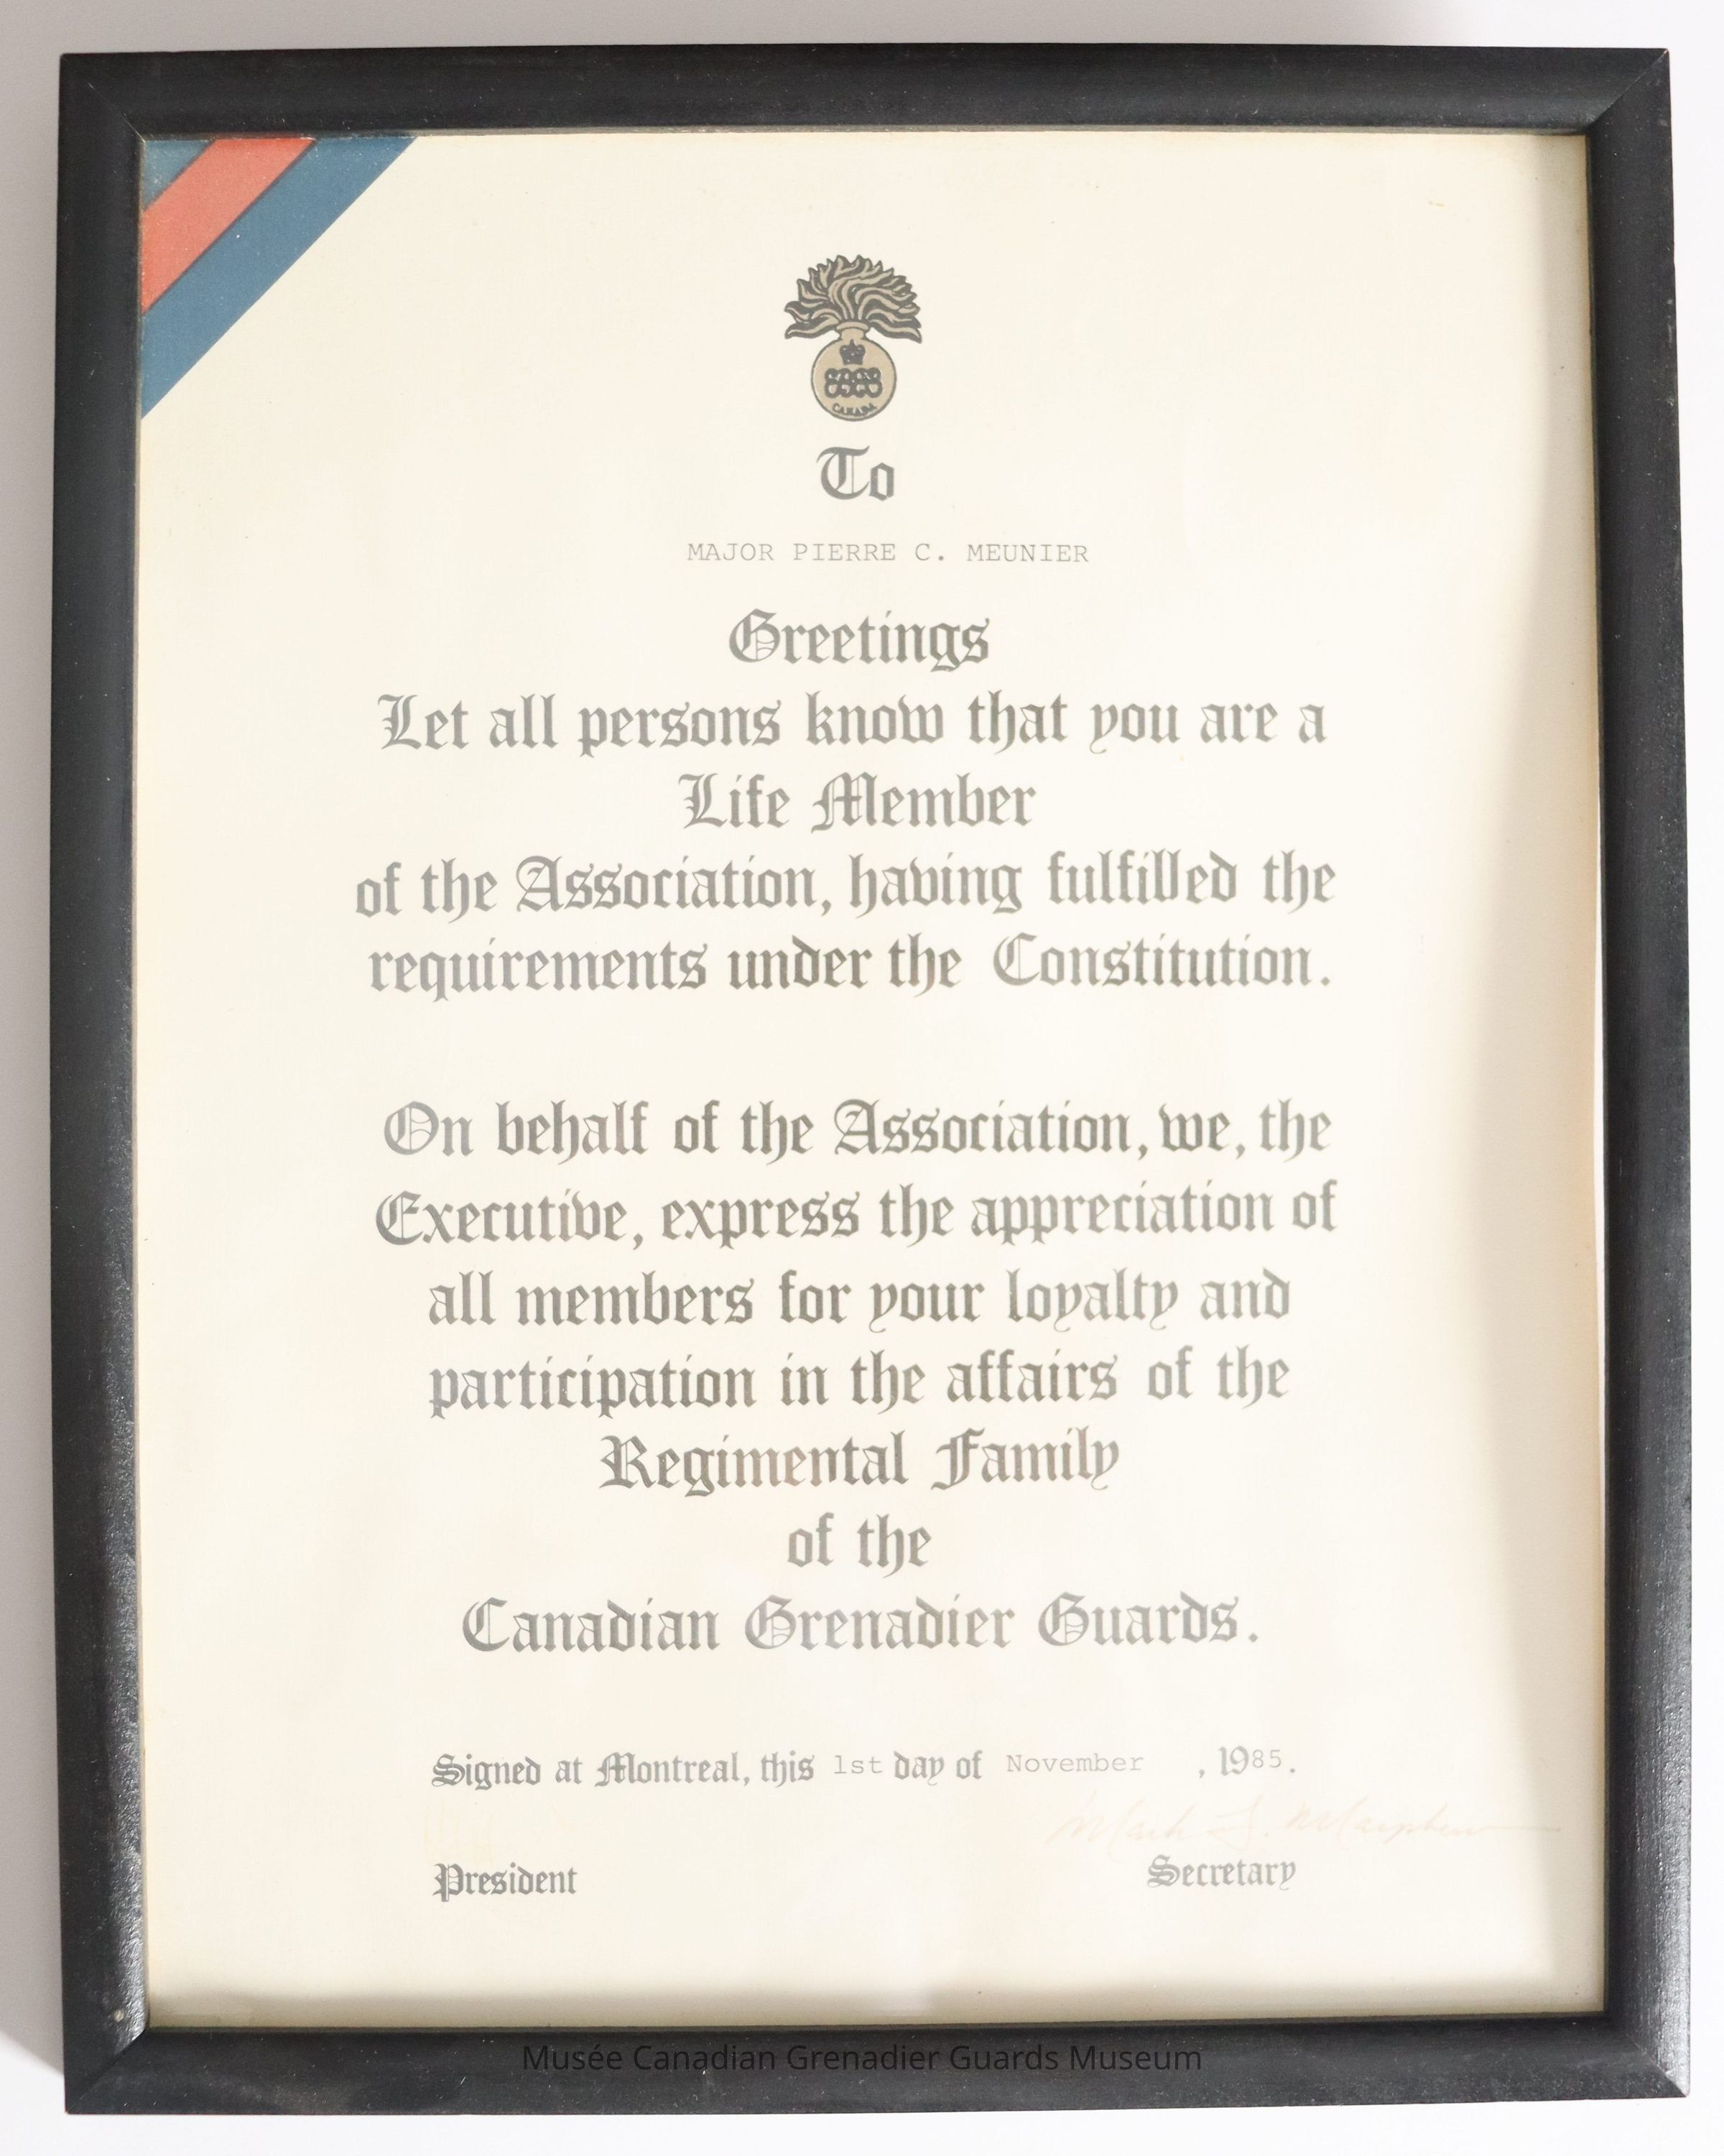 CANADA
To
MAJOR PIERRE C. MEUNIER
Greetings
Let all persons know that you are a
Life Member
of the Association, having fulfilled the
requirements under the Constitution.
On behalf of the Association, we, the
Executive, express the appreciation of
all members for your loyalty and
participation in the affairs of the
Regimental Family
of the
Canadian Grenadier Guards.
Signed at Montreal, this 1st day of November , 1985.
Mark
President Secretary
Musée Canadian Grenadier Guards Museum